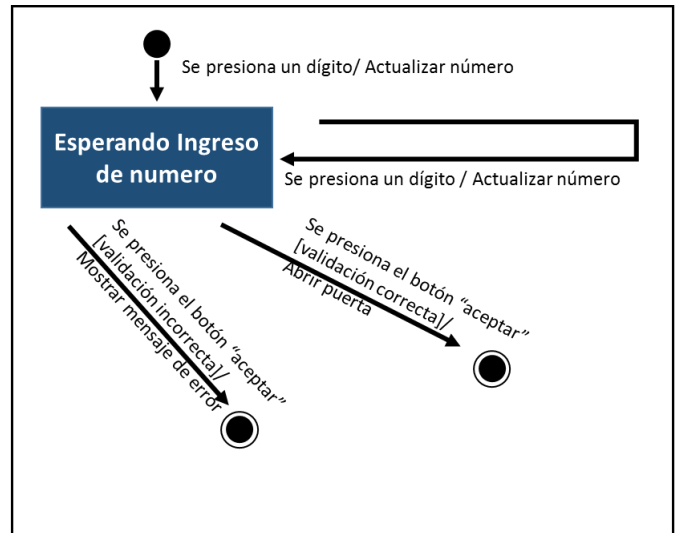 Se presiona un dígito/ Actualizar número
Esperando Ingreso
de numero
Se presiona un dígito / Actualizar número
Se presiona el botón “aceptar”
[validación incorrecta]/
Mostrar mensaje de error
Se presiona el botón “aceptar”
[validación correcta]/
Abrir puerta